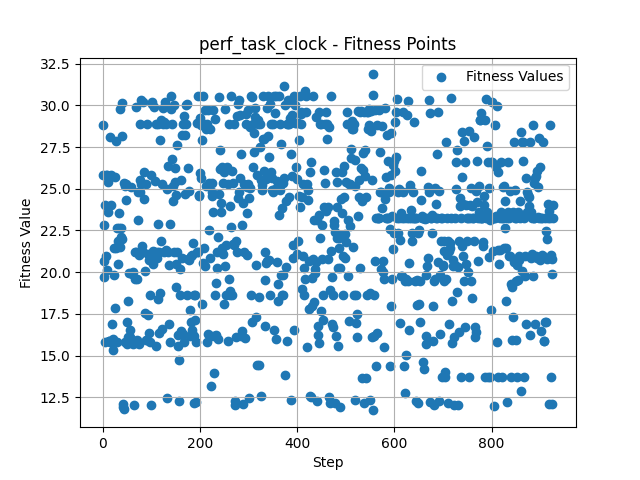 perf_task_clock - Fitness Points
Fitness Values
32.5
30.0
27.5
25.0
22.5
20.0
17.5
15.0
12.5
Fitness Value
0 200 400 600 800
Step